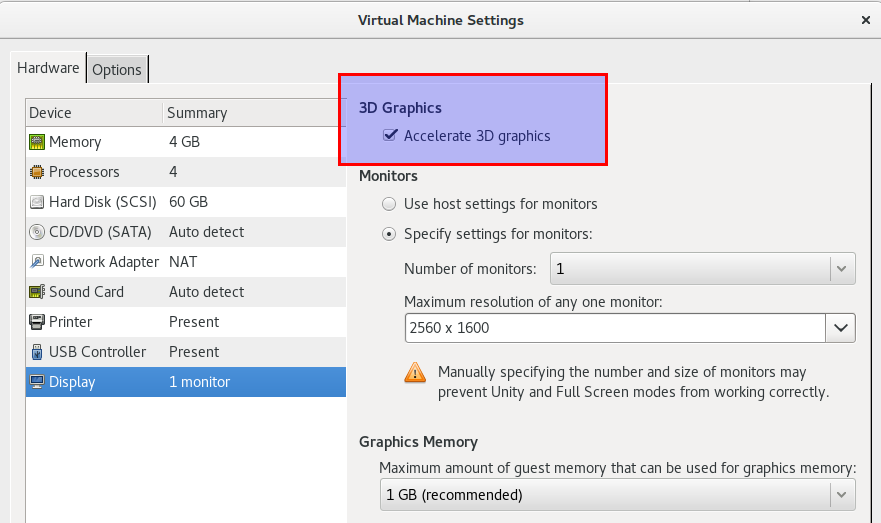 Virtual Machine Settings
Hardware
Options
Device Summary
Memory 4 GB
Processors 4
Hard Disk (SCSI) 60 GB
CD/DVD (SATA) Auto detect
Network Adapter NAT
Sound Card Auto detect
Printer Present
USB Controller Present
Display 1 monitor
3D Graphics
Accelerate 3D graphics
Monitors
Use host settings for monitors
Specify settings for monitors:
Number of monitors: 1
Maximum resolution of any one monitor:
2560 x 1600
Manually specifying the number and size of monitors may
prevent Unity and Full Screen modes from working correctly.
Graphics Memory
Maximum amount of guest memory that can be used for graphics memory:
1 GB (recommended)